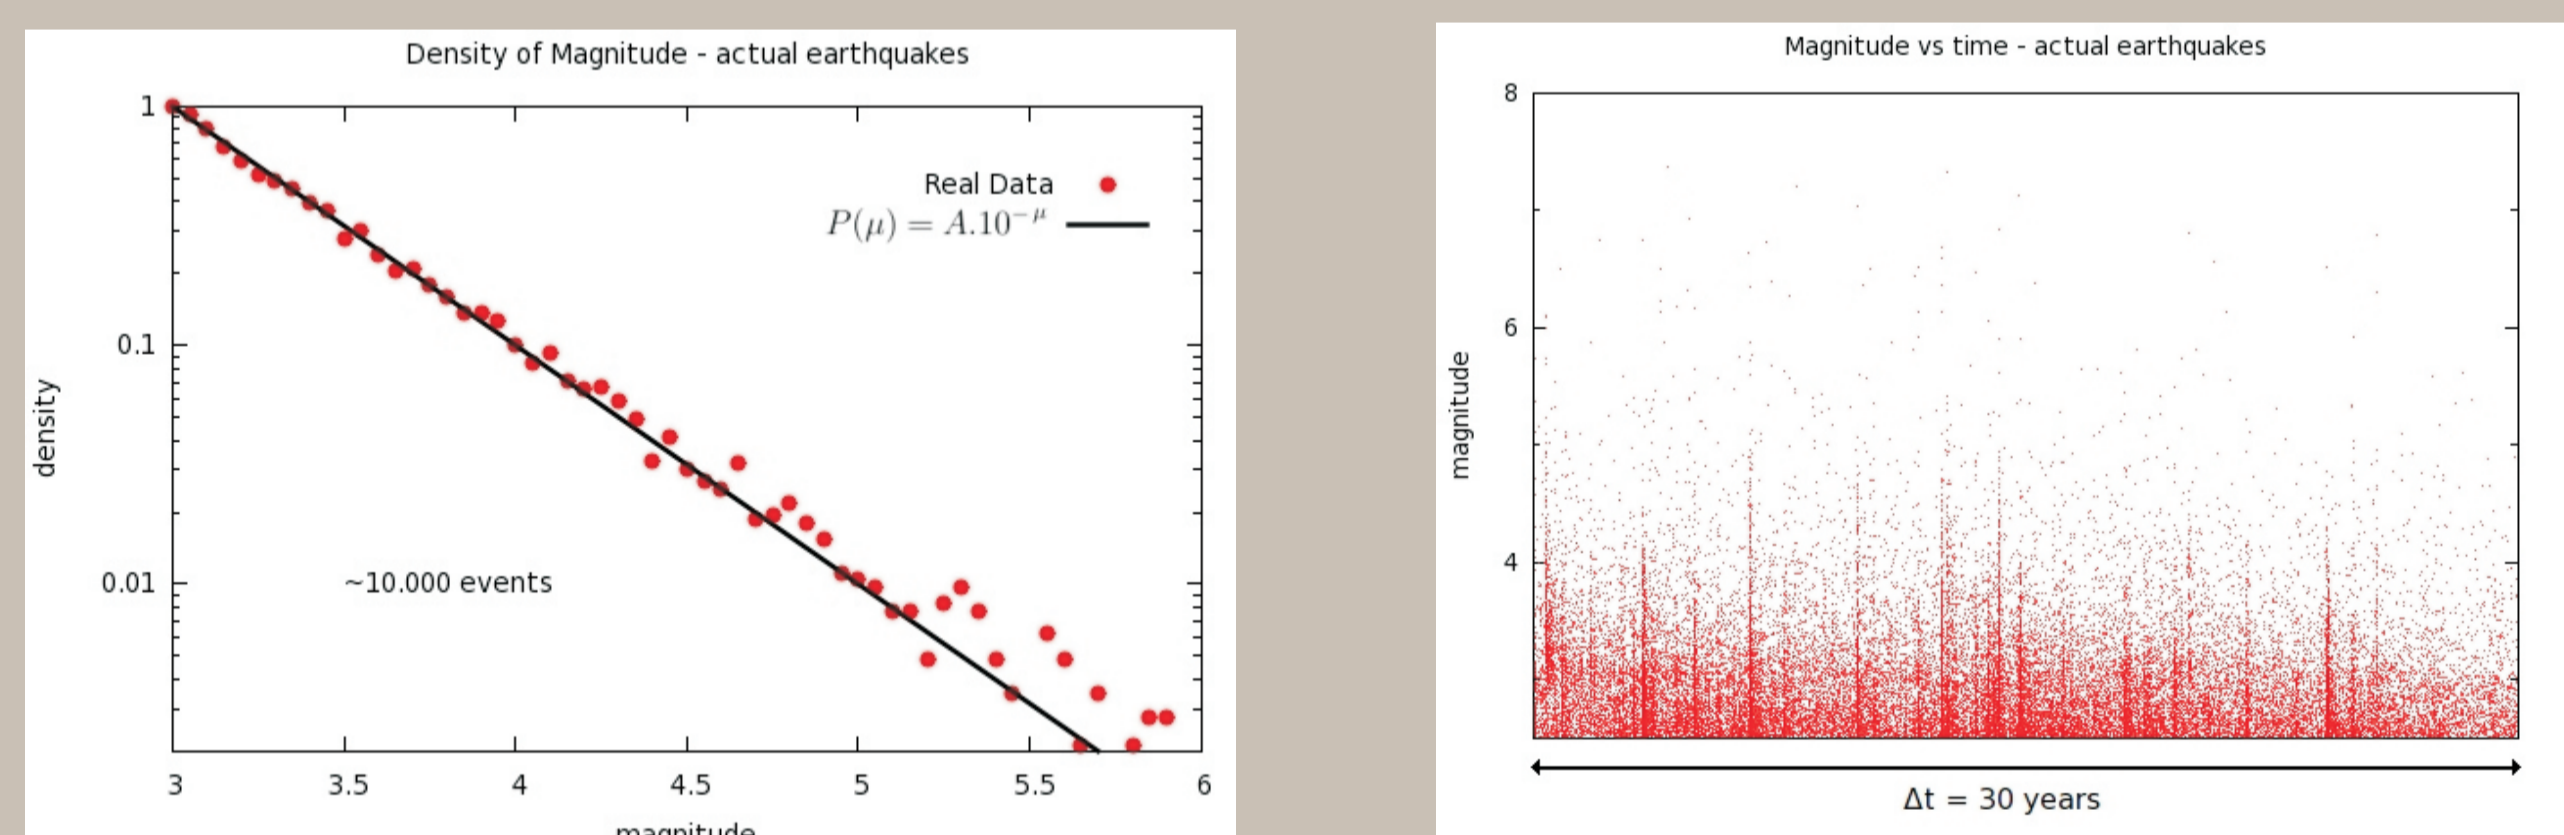 Density of Magnitude - actual earthquakes
1
0.1
0.01
density
Real Data
P(μ) = A.10^{-μ}
~10.000 events
3 3.5 4 4.5 5 5.5 6
magnitude
Magnitude vs time - actual earthquakes
8
6
4
magnitude
Δt = 30 years